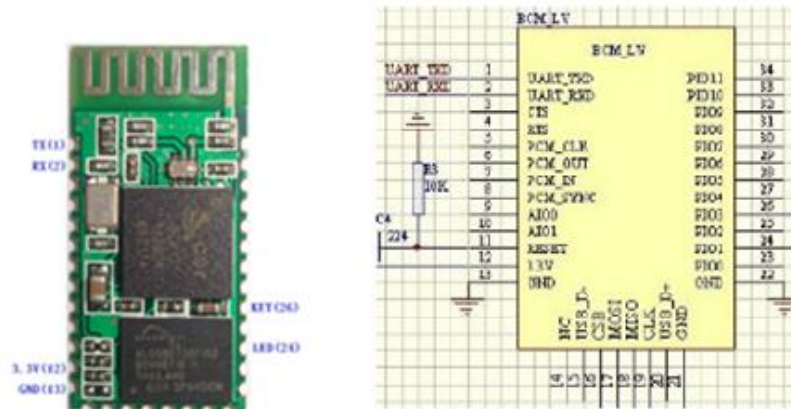 TX(1)
RX(2)
KEY(26)
LED(24)
3.3V(12)
GND(13)
BCM_LV
BCM_LV
UART_TXD 1 UART_TXD PIO11 34
UART_RXD 2 UART_RXD PIO10 33
3 CTS PIO9 32
4 RTS PIO8 31
5 PCM_CLK PIO7 30
6 PCM_OUT PIO6 29
7 PCM_IN PIO5 28
8 PCM_SYNC PIO4 27
9 AIO0 PIO3 26
10 AIO1 PIO2 25
11 RESET PIO1 24
12 3.3V PIO0 23
13 GND GND 22
R3
10K
C4
224
NC USB_D- CSB MOSI MISO CLK USB_D+ GND
14 15 16 17 18 19 20 21